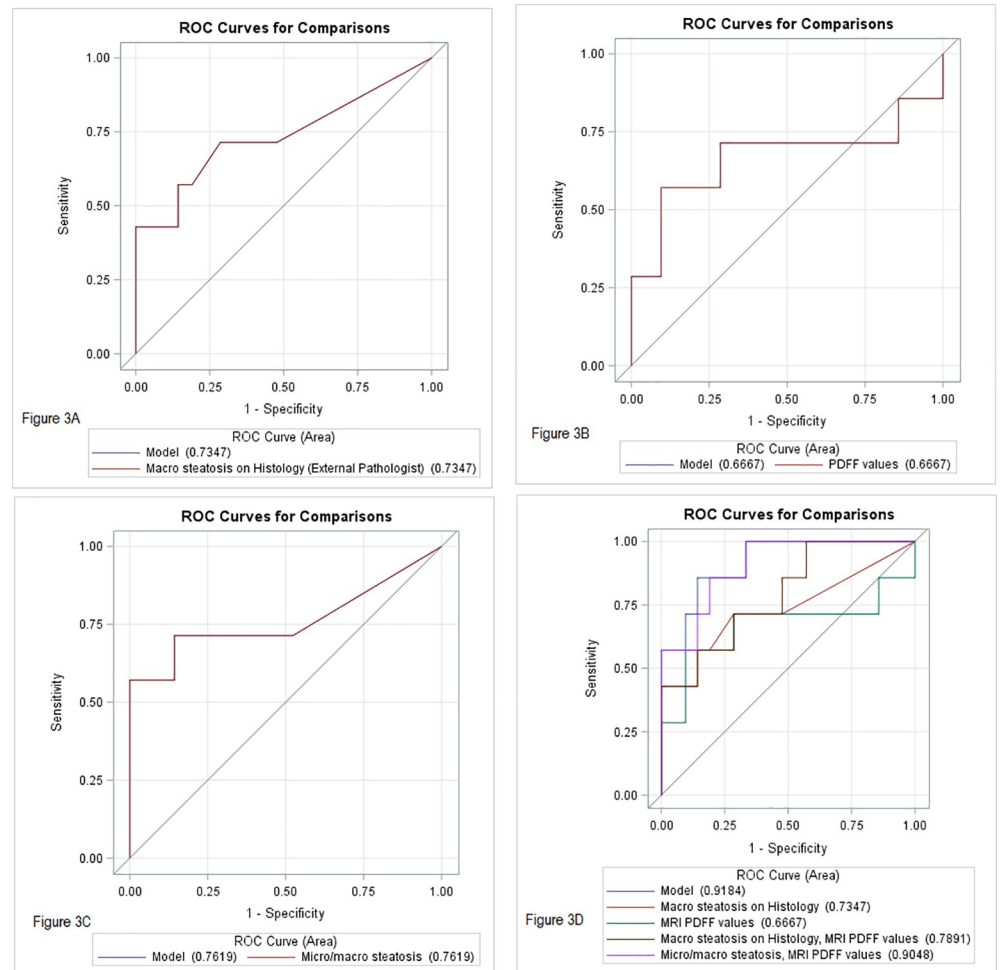 ROC Curves for Comparisons
1.00
0.75
0.50
0.25
0.00
Sensitivity
0.00 0.25 0.50 0.75 1.00
1 - Specificity
Figure 3A
ROC Curve (Area)
Model (0.7347)
Macro steatosis on Histology (External Pathologist) (0.7347)
ROC Curves for Comparisons
1.00
0.75
0.50
0.25
0.00
Sensitivity
0.00 0.25 0.50 0.75 1.00
1 - Specificity
Figure 3B
ROC Curve (Area)
Model (0.6667) PDFF values (0.6667)
ROC Curves for Comparisons
1.00
0.75
0.50
0.25
0.00
Sensitivity
0.00 0.25 0.50 0.75 1.00
1 - Specificity
Figure 3C
ROC Curve (Area)
Model (0.7619) Micro/macro steatosis (0.7619)
ROC Curves for Comparisons
1.00
0.75
0.50
0.25
0.00
Sensitivity
0.00 0.25 0.50 0.75 1.00
1 - Specificity
Figure 3D
ROC Curve (Area)
Model (0.9184)
Macro steatosis on Histology (0.7347)
MRI PDFF values (0.6667)
Macro steatosis on Histology, MRI PDFF values (0.7891)
Micro/macro steatosis, MRI PDFF values (0.9048)